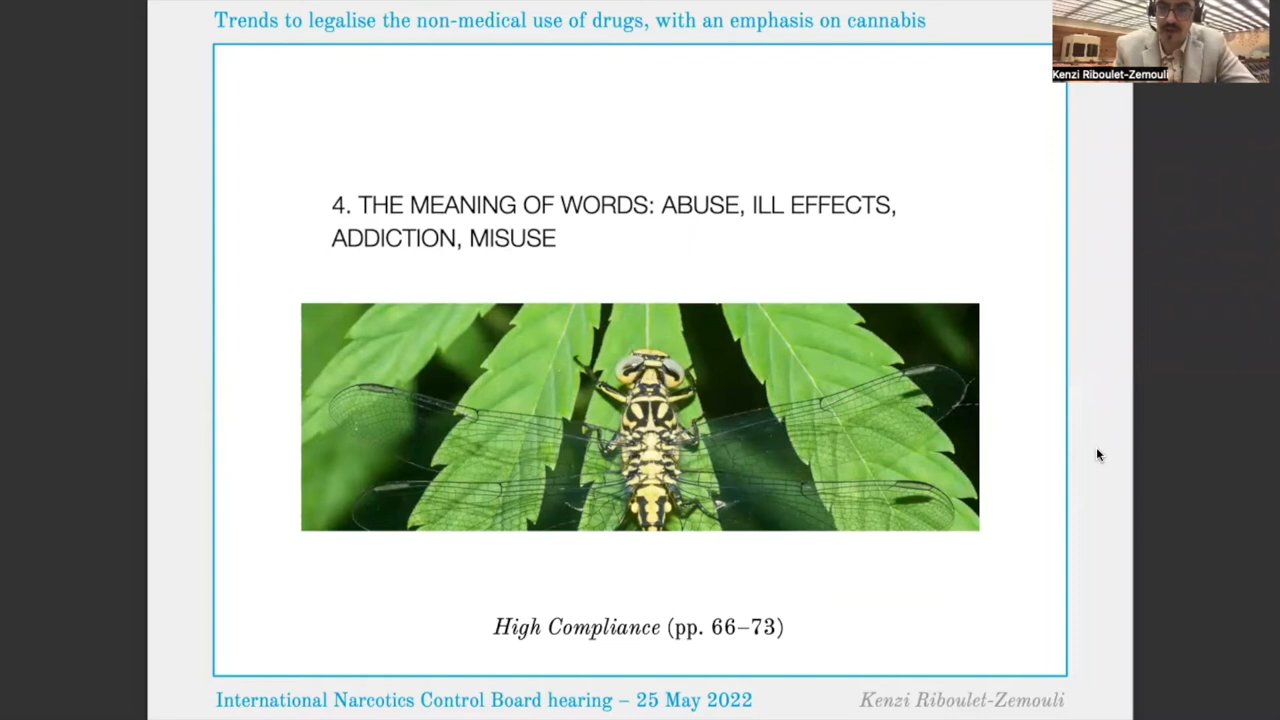 Trends to legalise the non-medical use of drugs, with an emphasis on cannabis
Kenzi Riboulet-Zemouli
4. THE MEANING OF WORDS: ABUSE, ILL EFFECTS,
ADDICTION, MISUSE
High Compliance (pp. 66–73)
International Narcotics Control Board hearing – 25 May 2022
Kenzi Riboulet-Zemouli